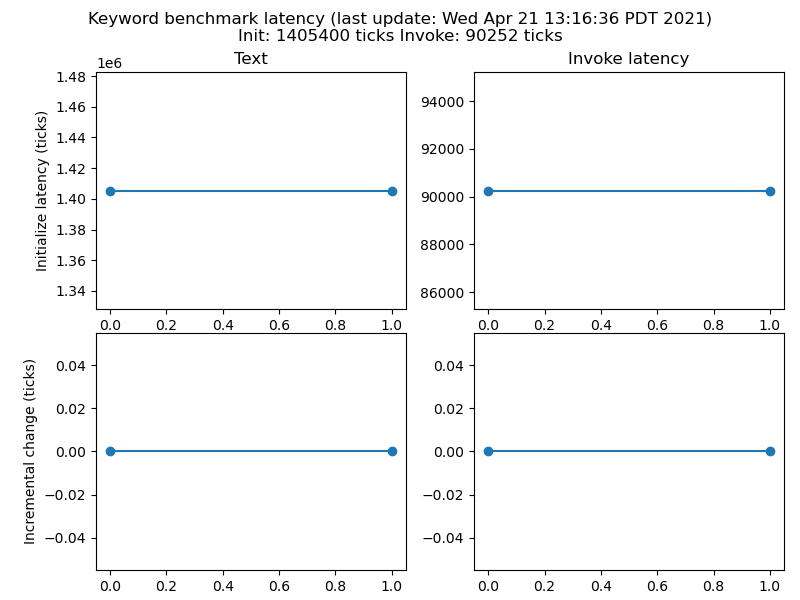 Keyword benchmark latency (last update: Wed Apr 21 13:16:36 PDT 2021)
Init: 1405400 ticks Invoke: 90252 ticks
Text
Invoke latency
1e6
Initialize latency (ticks)
1.48
1.46
1.44
1.42
1.40
1.38
1.36
1.34
0.0 0.2 0.4 0.6 0.8 1.0
94000
92000
90000
88000
86000
0.0 0.2 0.4 0.6 0.8 1.0
Incremental change (ticks)
0.04
0.02
0.00
−0.02
−0.04
0.0 0.2 0.4 0.6 0.8 1.0
0.04
0.02
0.00
−0.02
−0.04
0.0 0.2 0.4 0.6 0.8 1.0